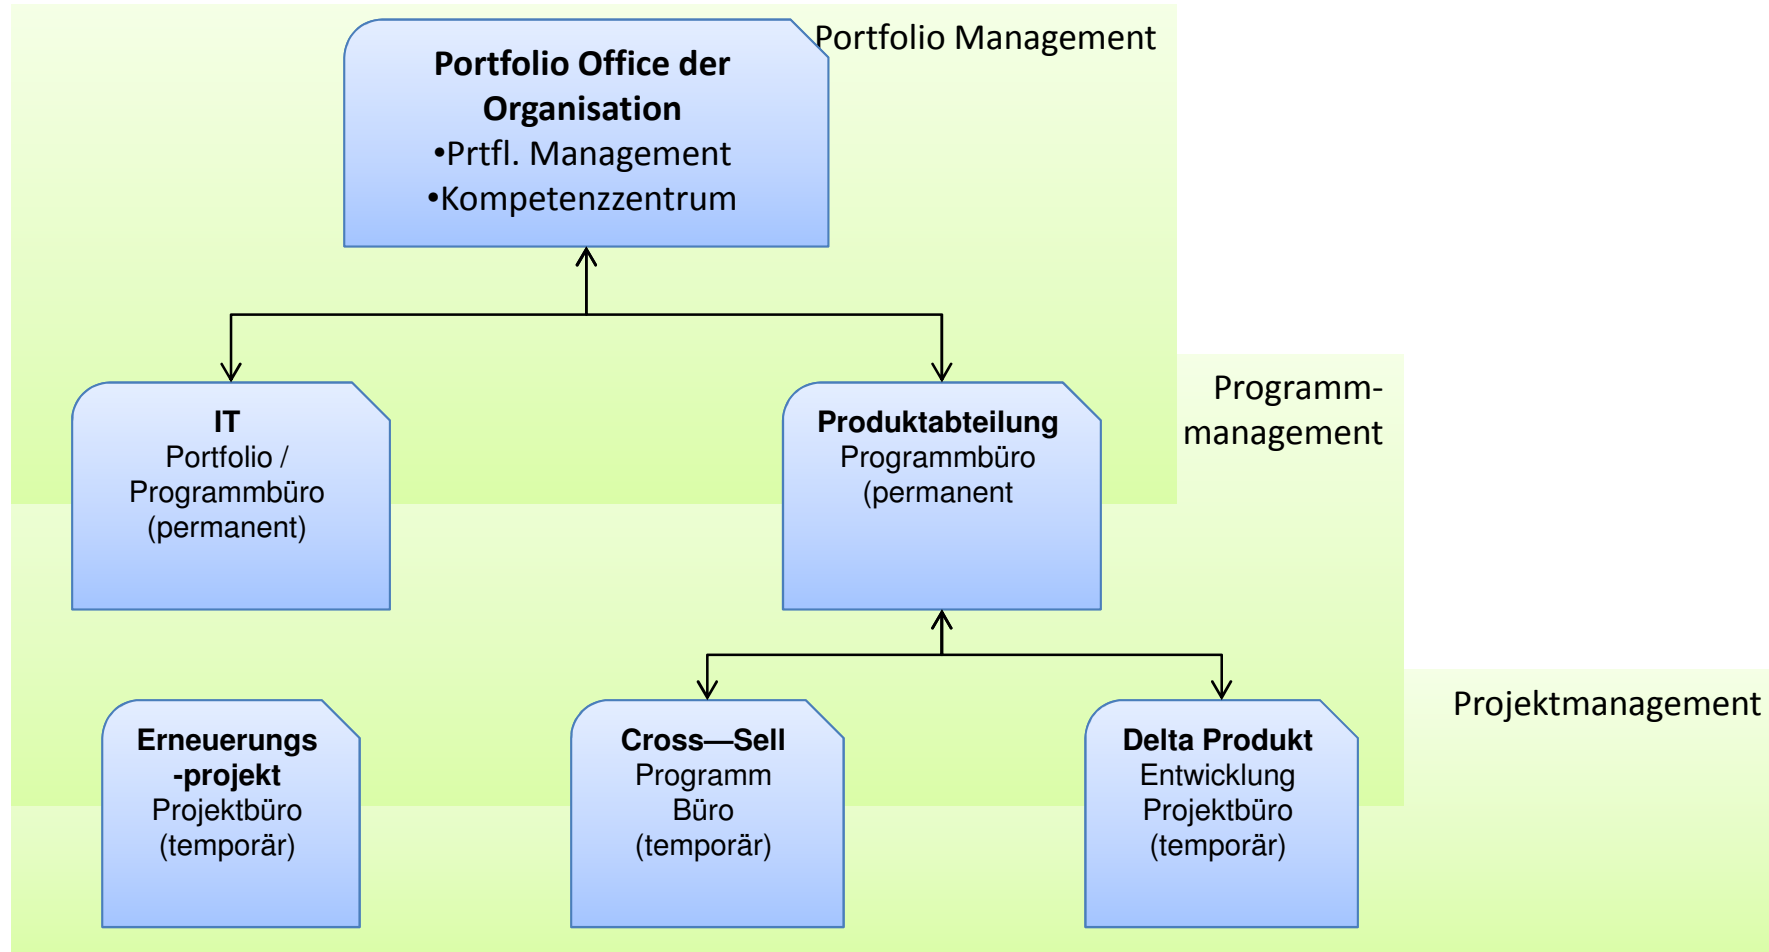 Portfolio Management
Portfolio Office der
Organisation
•Prtfl. Management
•Kompetenzzentrum
Programm-
management
IT
Portfolio /
Programmbüro
(permanent)
Produktabteilung
Programmbüro
(permanent
Projektmanagement
Erneuerungs
-projekt
Projektbüro
(temporär)
Cross—Sell
Programm
Büro
(temporär)
Delta Produkt
Entwicklung
Projektbüro
(temporär)